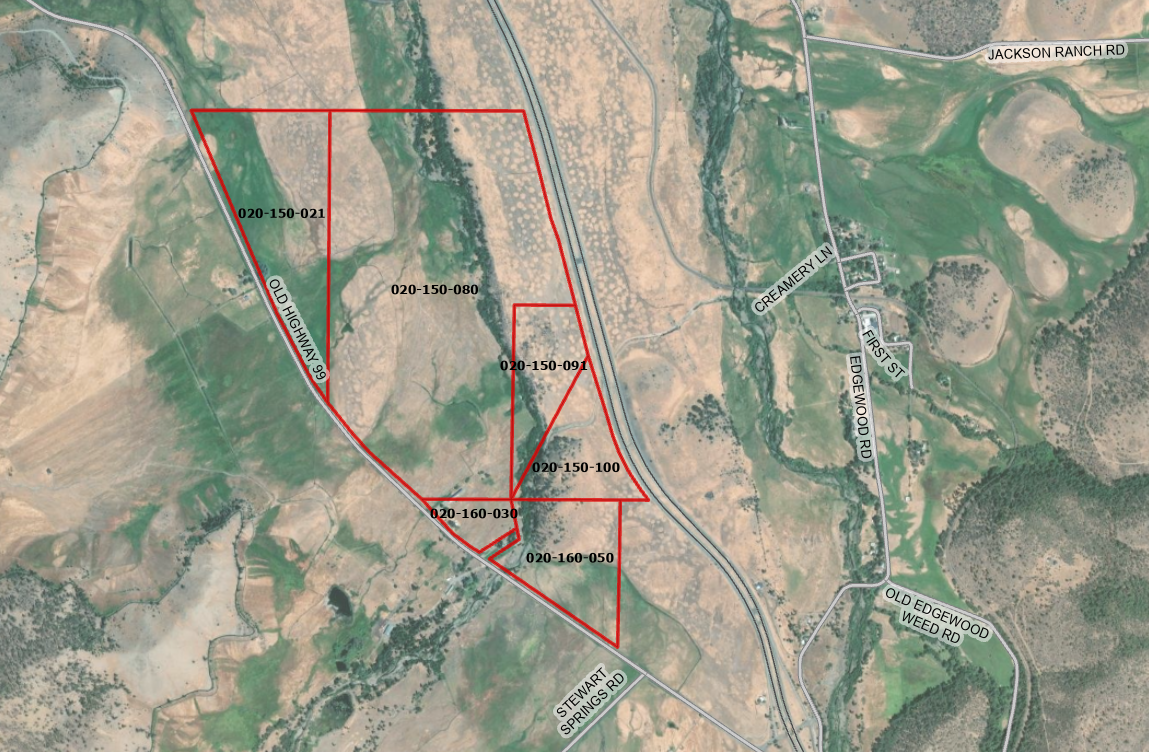 JACKSON RANCH RD
020-150-021
CREAMERY LN
020-150-080
OLD HIGHWAY 99
FIRST ST
020-150-091
EDGEWOOD RD
020-150-100
020-160-030
020-160-050
OLD EDGEWOOD
WEED RD
STEWART
SPRINGS RD